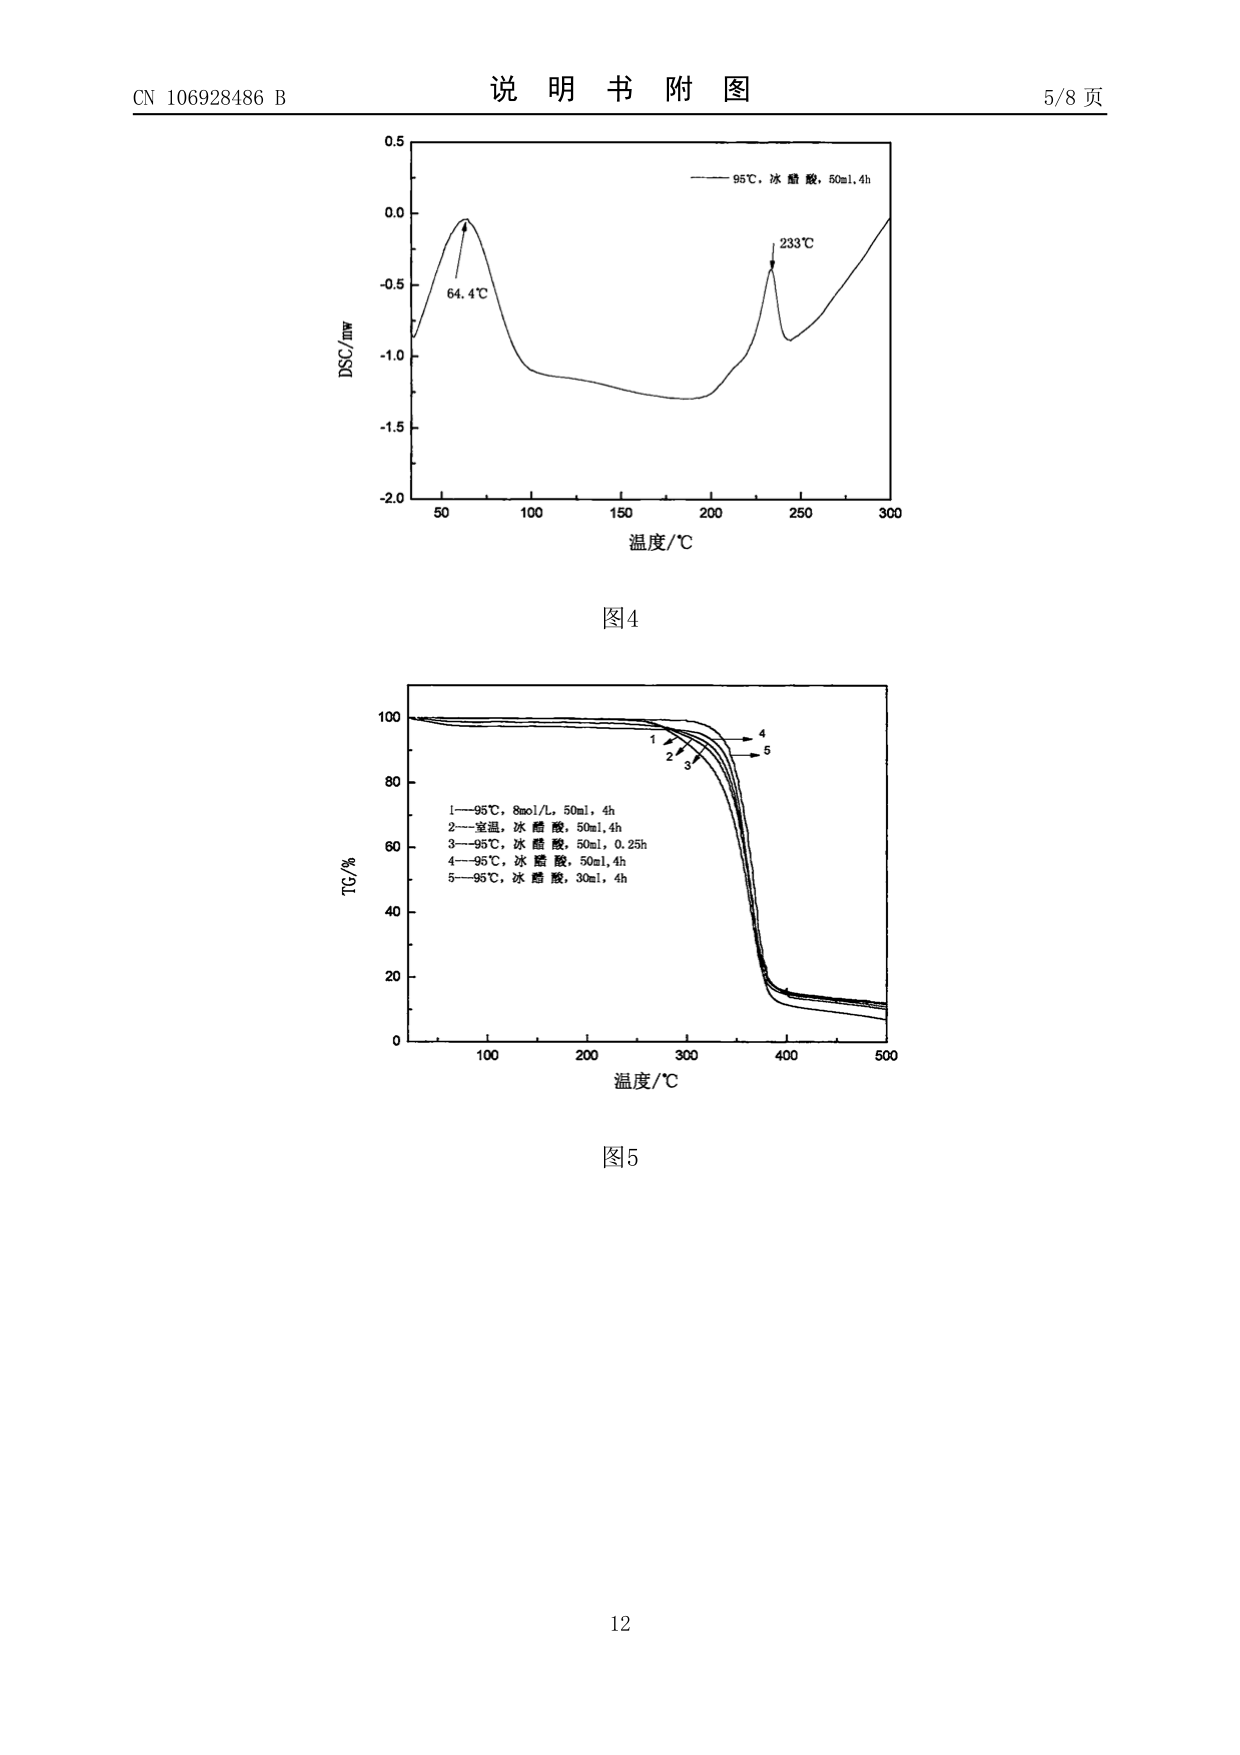 CN 106928486 B
说明书附图
5/8 页
0.5
95℃, 冰醋酸, 50ml,4h
0.0
233℃
-0.5
64.4℃
DSC/mw
-1.0
-1.5
-2.0
50 100 150 200 250 300
温度/℃
图4
100
4
1
5
2
3
80
1----95℃, 8mol/L, 50ml, 4h
2----室温, 冰醋酸, 50ml,4h
60
3----95℃, 冰醋酸, 50ml, 0.25h
4----95℃, 冰醋酸, 50ml,4h
TG/%
5----95℃, 冰醋酸, 30ml, 4h
40
20
0
100 200 300 400 500
温度/℃
图5
12